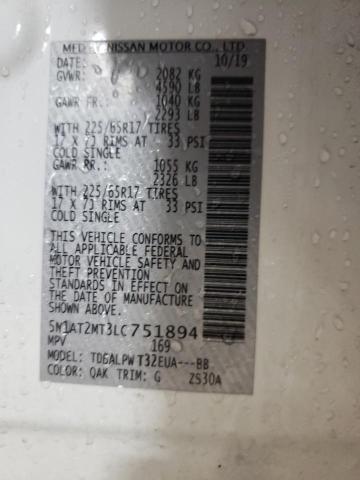 MFD BY NISSAN MOTOR CO., LTD
DATE: 10/19
GVWR: 2082 KG
4590 LB
GAWR FR: 1040 KG
2293 LB
WITH 225/65R17 TIRES
17 X 7J RIMS AT 33 PSI
COLD SINGLE
GAWR RR.: 1055 KG
2326 LB
WITH 225/65R17 TIRES
17 X 7J RIMS AT 33 PSI
COLD SINGLE
THIS VEHICLE CONFORMS TO
ALL APPLICABLE FEDERAL
MOTOR VEHICLE SAFETY AND
THEFT PREVENTION
STANDARDS IN EFFECT ON THE
DATE OF MANUFACTURE
SHOWN ABOVE.
5N1AT2MT3LC751894
MPV 169
MODEL: TD6ALPW T32EUA---BB
COLOR: QAK TRIM: G ZS30A